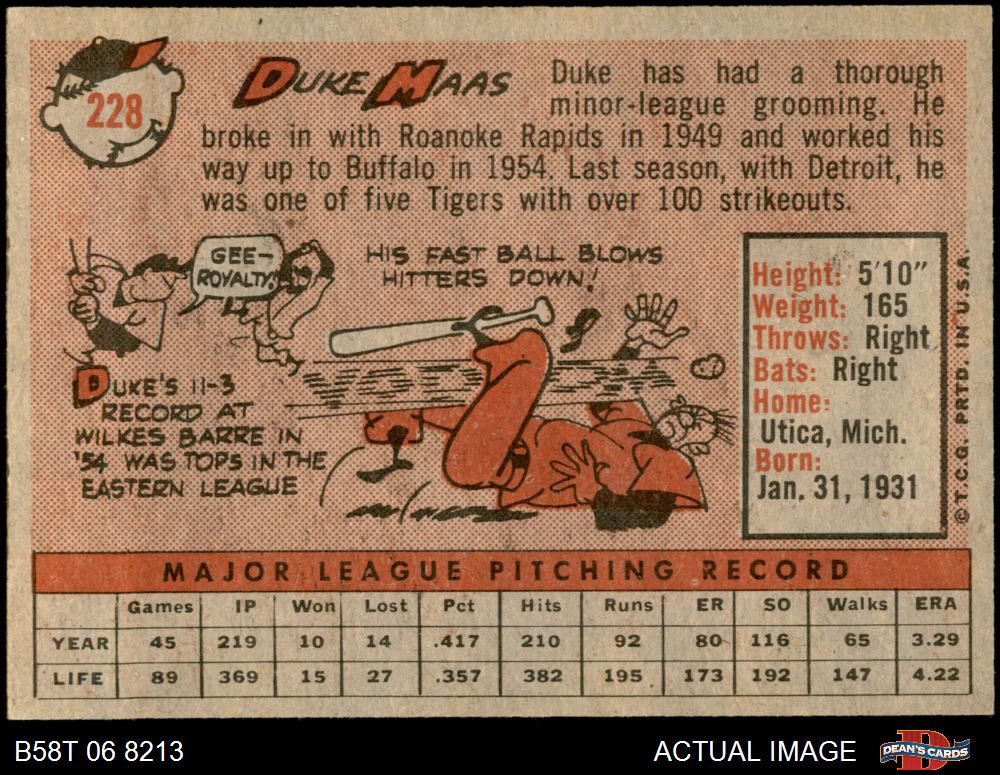 228
DUKE MAAS
Duke has had a thorough
minor-league grooming. He
broke in with Roanoke Rapids in 1949 and worked his
way up to Buffalo in 1954. Last season, with Detroit, he
was one of five Tigers with over 100 strikeouts.
GEE-
ROYALTY!
HIS FAST BALL BLOWS
HITTERS DOWN!
DUKE'S 11-3
RECORD AT
WILKES BARRE IN
'54 WAS TOPS IN THE
EASTERN LEAGUE
Height: 5'10"
Weight: 165
Throws: Right
Bats: Right
Home:
Utica, Mich.
Born:
Jan. 31, 1931
© T.C.G. PRTD. IN U.S.A.
MAJOR LEAGUE PITCHING RECORD
Games IP Won Lost Pct Hits Runs ER SO Walks ERA
YEAR 45 219 10 14 .417 210 92 80 116 65 3.29
LIFE 89 369 15 27 .357 382 195 173 192 147 4.22
B58T 06 8213
ACTUAL IMAGE
DEAN'S CARDS